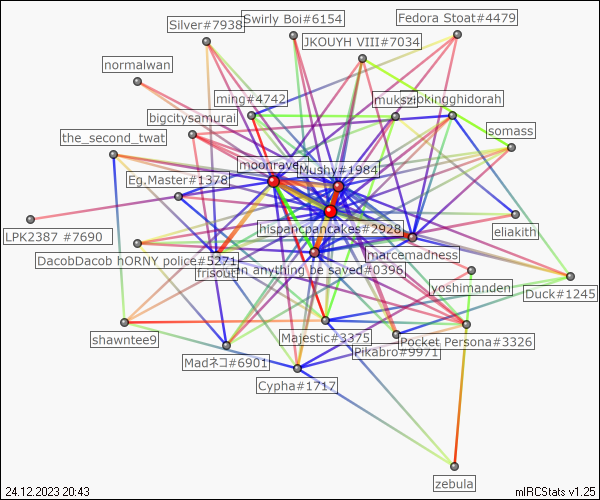 Silver#7938
Swirly Boi#6154
Fedora Stoat#4479
JKOUYH VIII#7034
normalwan
ming#4742
mukszi
bigcitysamurai
the_second_twat
somass
moonrave
Mushy#1984
Eg.Master#1378
hispancpancakes#2928
eliakith
LPK2387 #7690
marcemadness
DacobDacob hORNY police#5271
frisout
n anything be saved#0396
yoshimanden
Duck#1245
shawntee9
Majestic#3375
Pocket Persona#3326
Pikabro#9971
Madネコ#6901
Cypha#1717
zebula
24.12.2023 20:43
mIRCStats v1.25